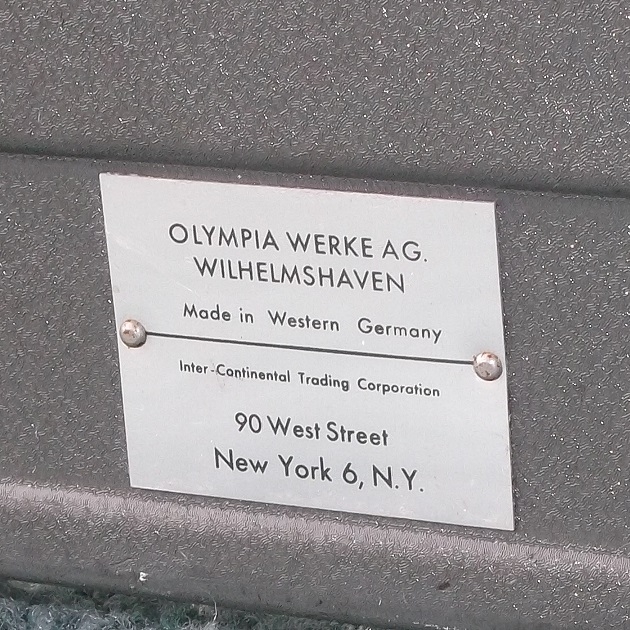 OLYMPIA WERKE AG.
WILHELMSHAVEN
Made in Western Germany
Inter-Continental Trading Corporation
90 West Street
New York 6, N.Y.